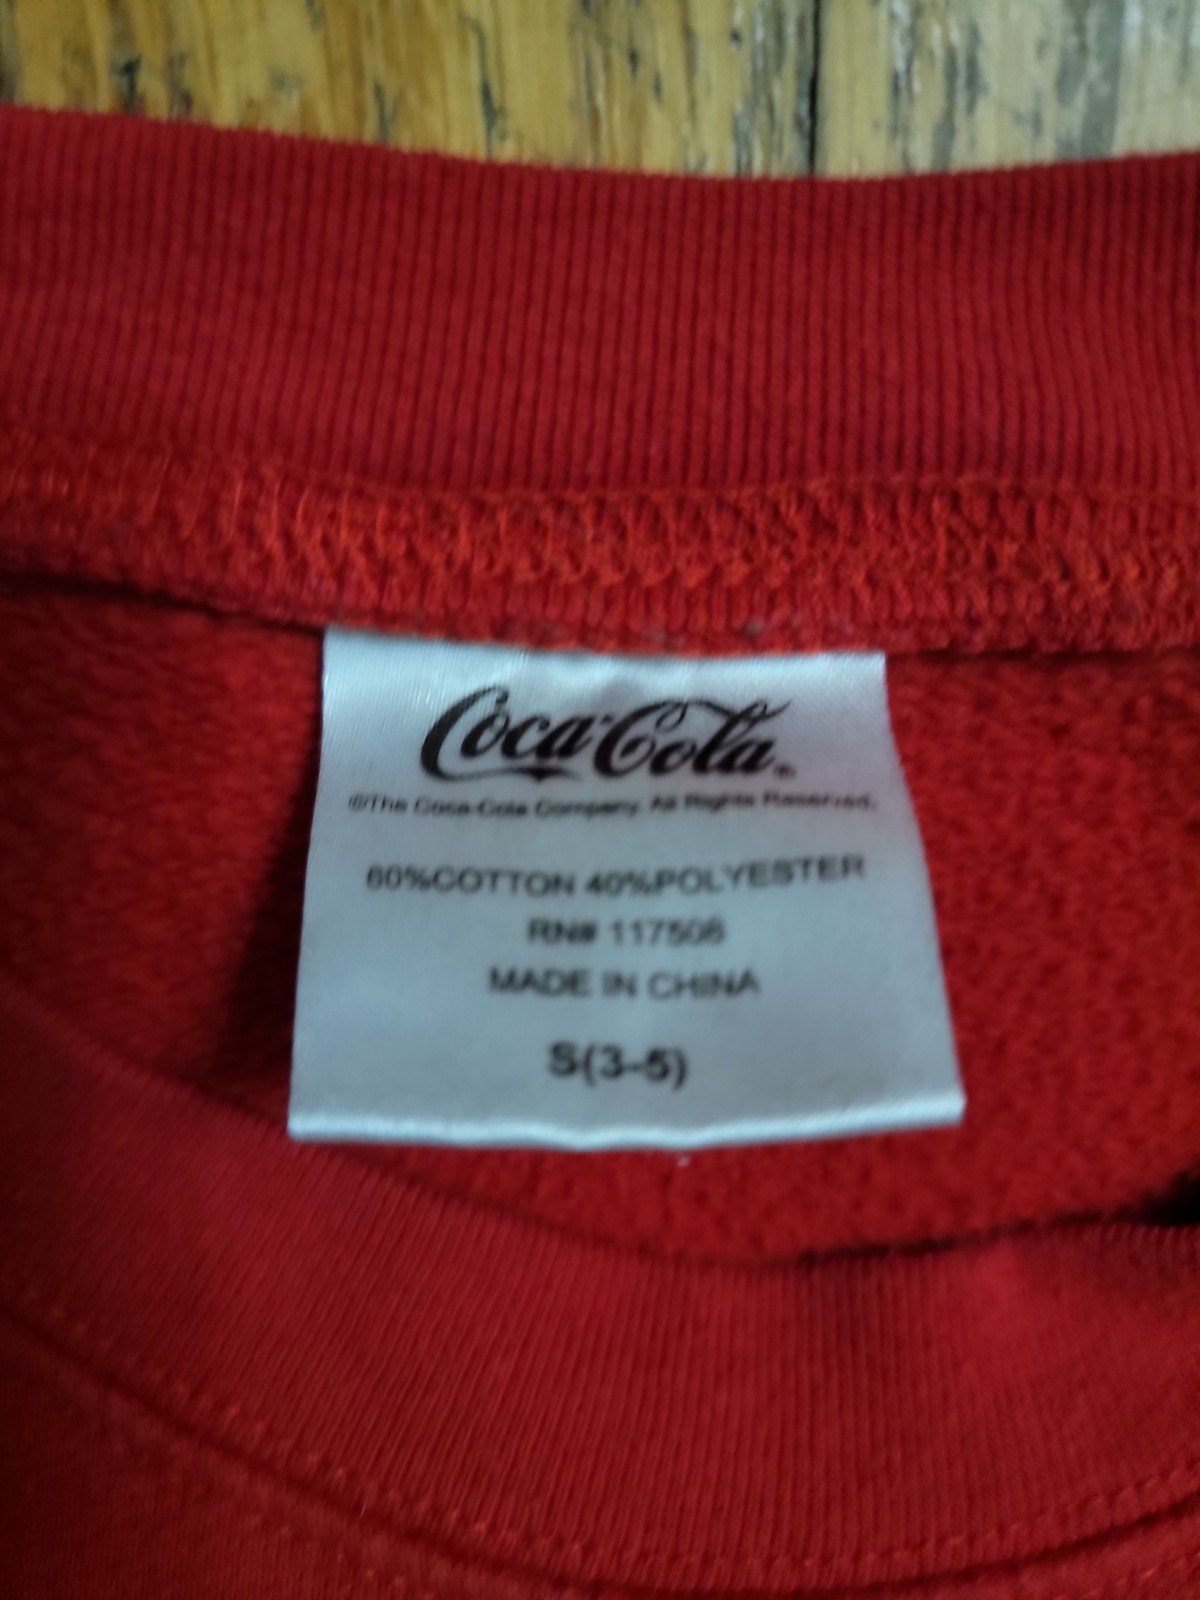 Coca-Cola®
©The Coca-Cola Company. All Rights Reserved.
60%COTTON 40%POLYESTER
RN# 117506
MADE IN CHINA
S(3-5)